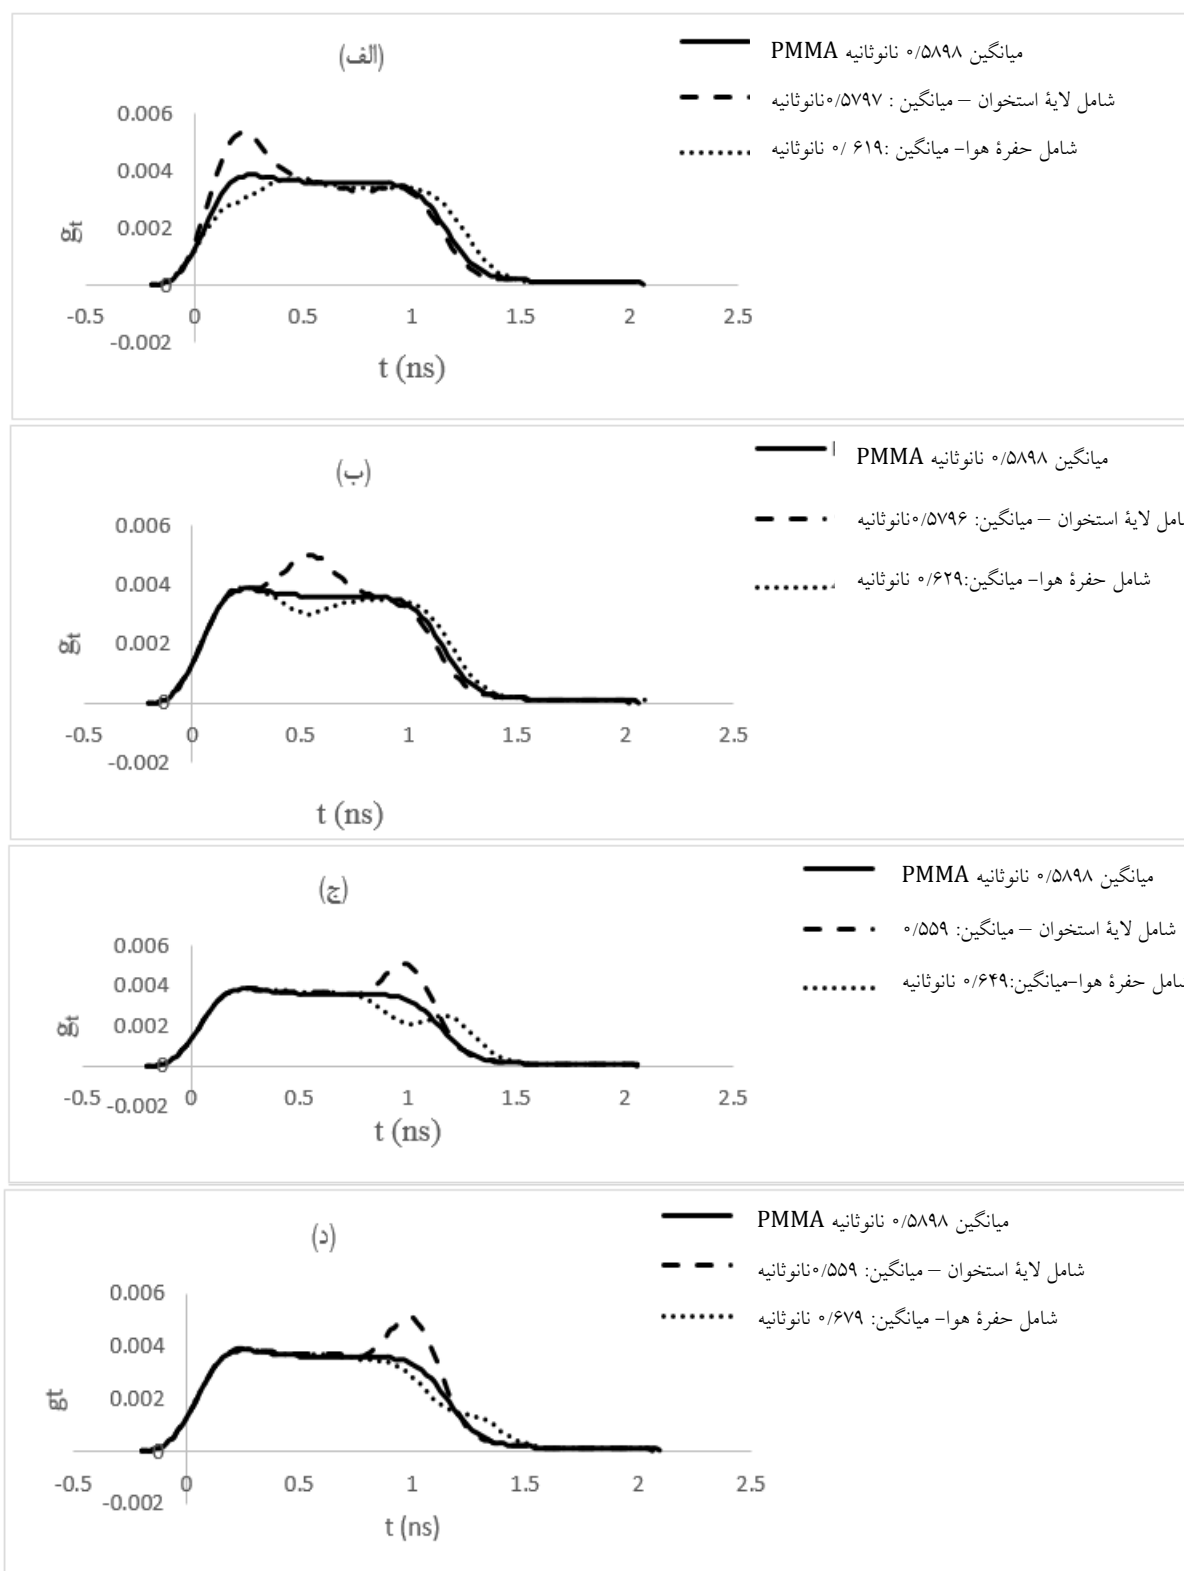 (الف)
میانگین ۰/۵۸۹۸ نانوثانیه PMMA
شامل لایهٔ استخوان – میانگین : ۰/۵۷۹۷نانوثانیه
شامل حفرهٔ هوا– میانگین :۶۱۹ /۰ نانوثانیه
0.006
0.004
0.002
-0.002
gt
-0.5 0 0.5 1 1.5 2 2.5
t (ns)
(ب)
میانگین ۰/۵۸۹۸ نانوثانیه PMMA
لایهٔ استخوان – میانگین: ۰/۵۷۹۶نانوثانیه
شامل حفرهٔ هوا– میانگین:۰/۶۲۹ نانوثانیه
0.006
0.004
0.002
-0.002
gt
-0.5 0 0.5 1 1.5 2 2.5
t (ns)
(ج)
میانگین ۰/۵۸۹۸ نانوثانیه PMMA
شامل لایهٔ استخوان – میانگین: ۰/۵۵۹
حفرهٔ هوا–میانگین:۰/۶۴۹ نانوثانیه
0.006
0.004
0.002
-0.002
gt
-0.5 0 0.5 1 1.5 2 2.5
t (ns)
(د)
میانگین ۰/۵۸۹۸ نانوثانیه PMMA
شامل لایهٔ استخوان – میانگین: ۰/۵۵۹نانوثانیه
شامل حفرهٔ هوا– میانگین: ۰/۶۷۹ نانوثانیه
0.006
0.004
0.002
-0.002
gt
-0.5 0 0.5 1 1.5 2 2.5
t (ns)